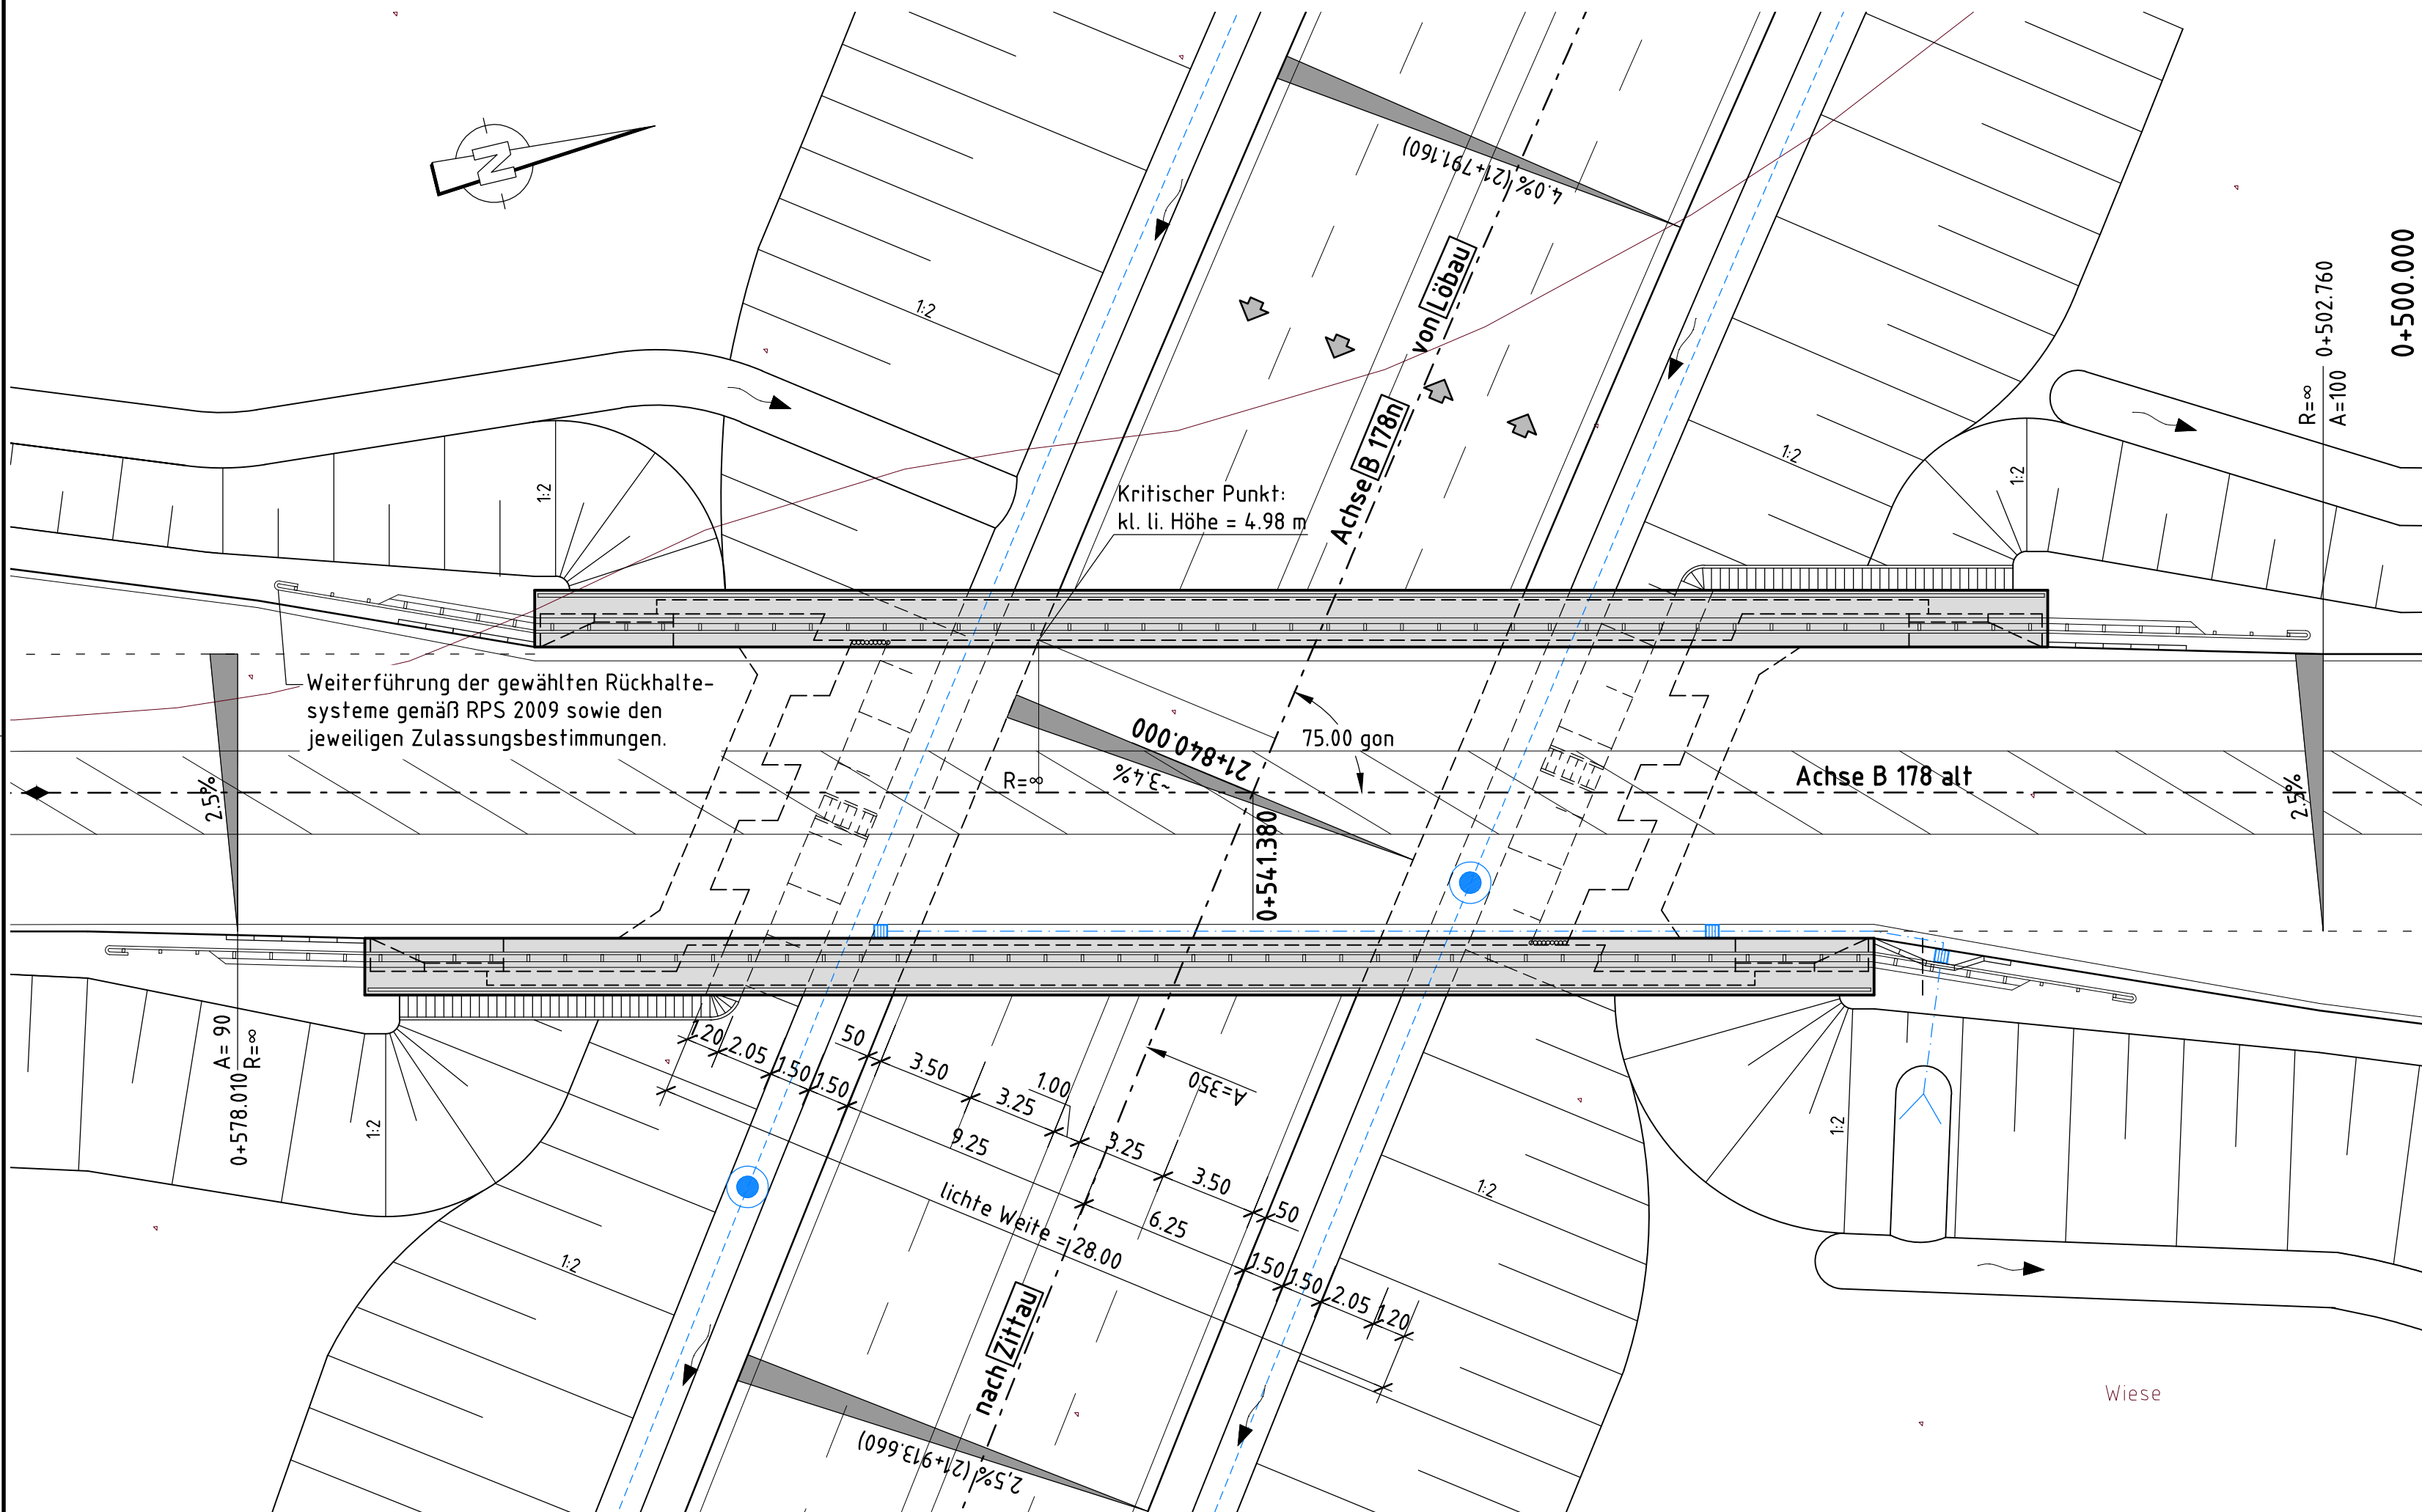 N
4.0% (21+791.160)
von Löbau
Achse B 178n
1:2
1:2
1:2
1:2
0+500.000
0+502.760
R=∞
A=100
Kritischer Punkt:
kl. li. Höhe = 4.98 m
Weiterführung der gewählten Rückhalte-
systeme gemäß RPS 2009 sowie den
jeweiligen Zulassungsbestimmungen.
2.5%
R=∞
21+840.000
~3.4%
75.00 gon
Achse B 178 alt
2.5%
0+541.380
A= 90
R=∞
0+578.010
1.20
2.05
1.50
1.50
50
3.50
3.25
1.00
3.25
3.50
50
A=350
9.25
6.25
1.50
1.50
2.05
1.20
lichte Weite = 28.00
1:2
1:2
1:2
1:2
nach Zittau
2,5% (21+913.660)
Wiese